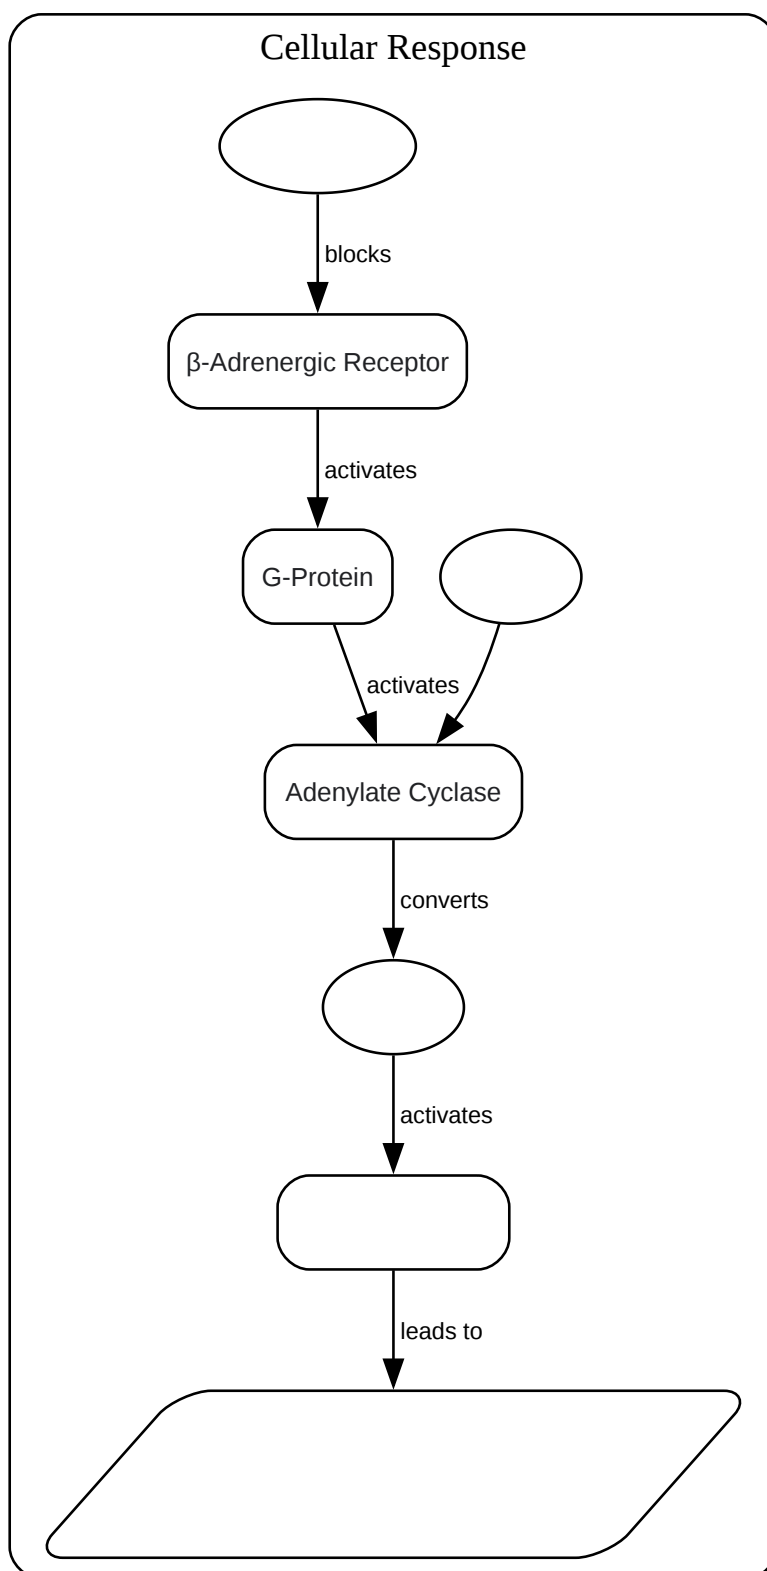 Cellular Response
blocks
β-Adrenergic Receptor
activates
G-Protein
activates
Adenylate Cyclase
converts
activates
leads to